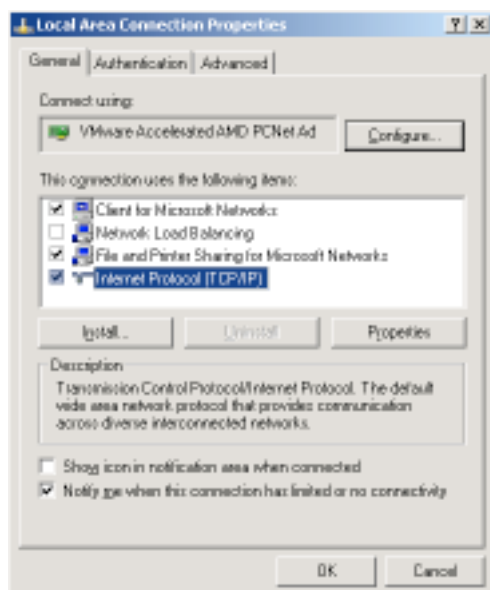 Local Area Connection Properties
General Authentication Advanced
Connect using:
VMware Accelerated AMD PCNet Ad
Configure...
This connection uses the following items:
Client for Microsoft Networks
Network Load Balancing
File and Printer Sharing for Microsoft Networks
Internet Protocol (TCP/IP)
Install... Uninstall Properties
Description
Transmission Control Protocol/Internet Protocol. The default
wide area network protocol that provides communication
across diverse interconnected networks.
Show icon in notification area when connected
Notify me when this connection has limited or no connectivity
OK Cancel